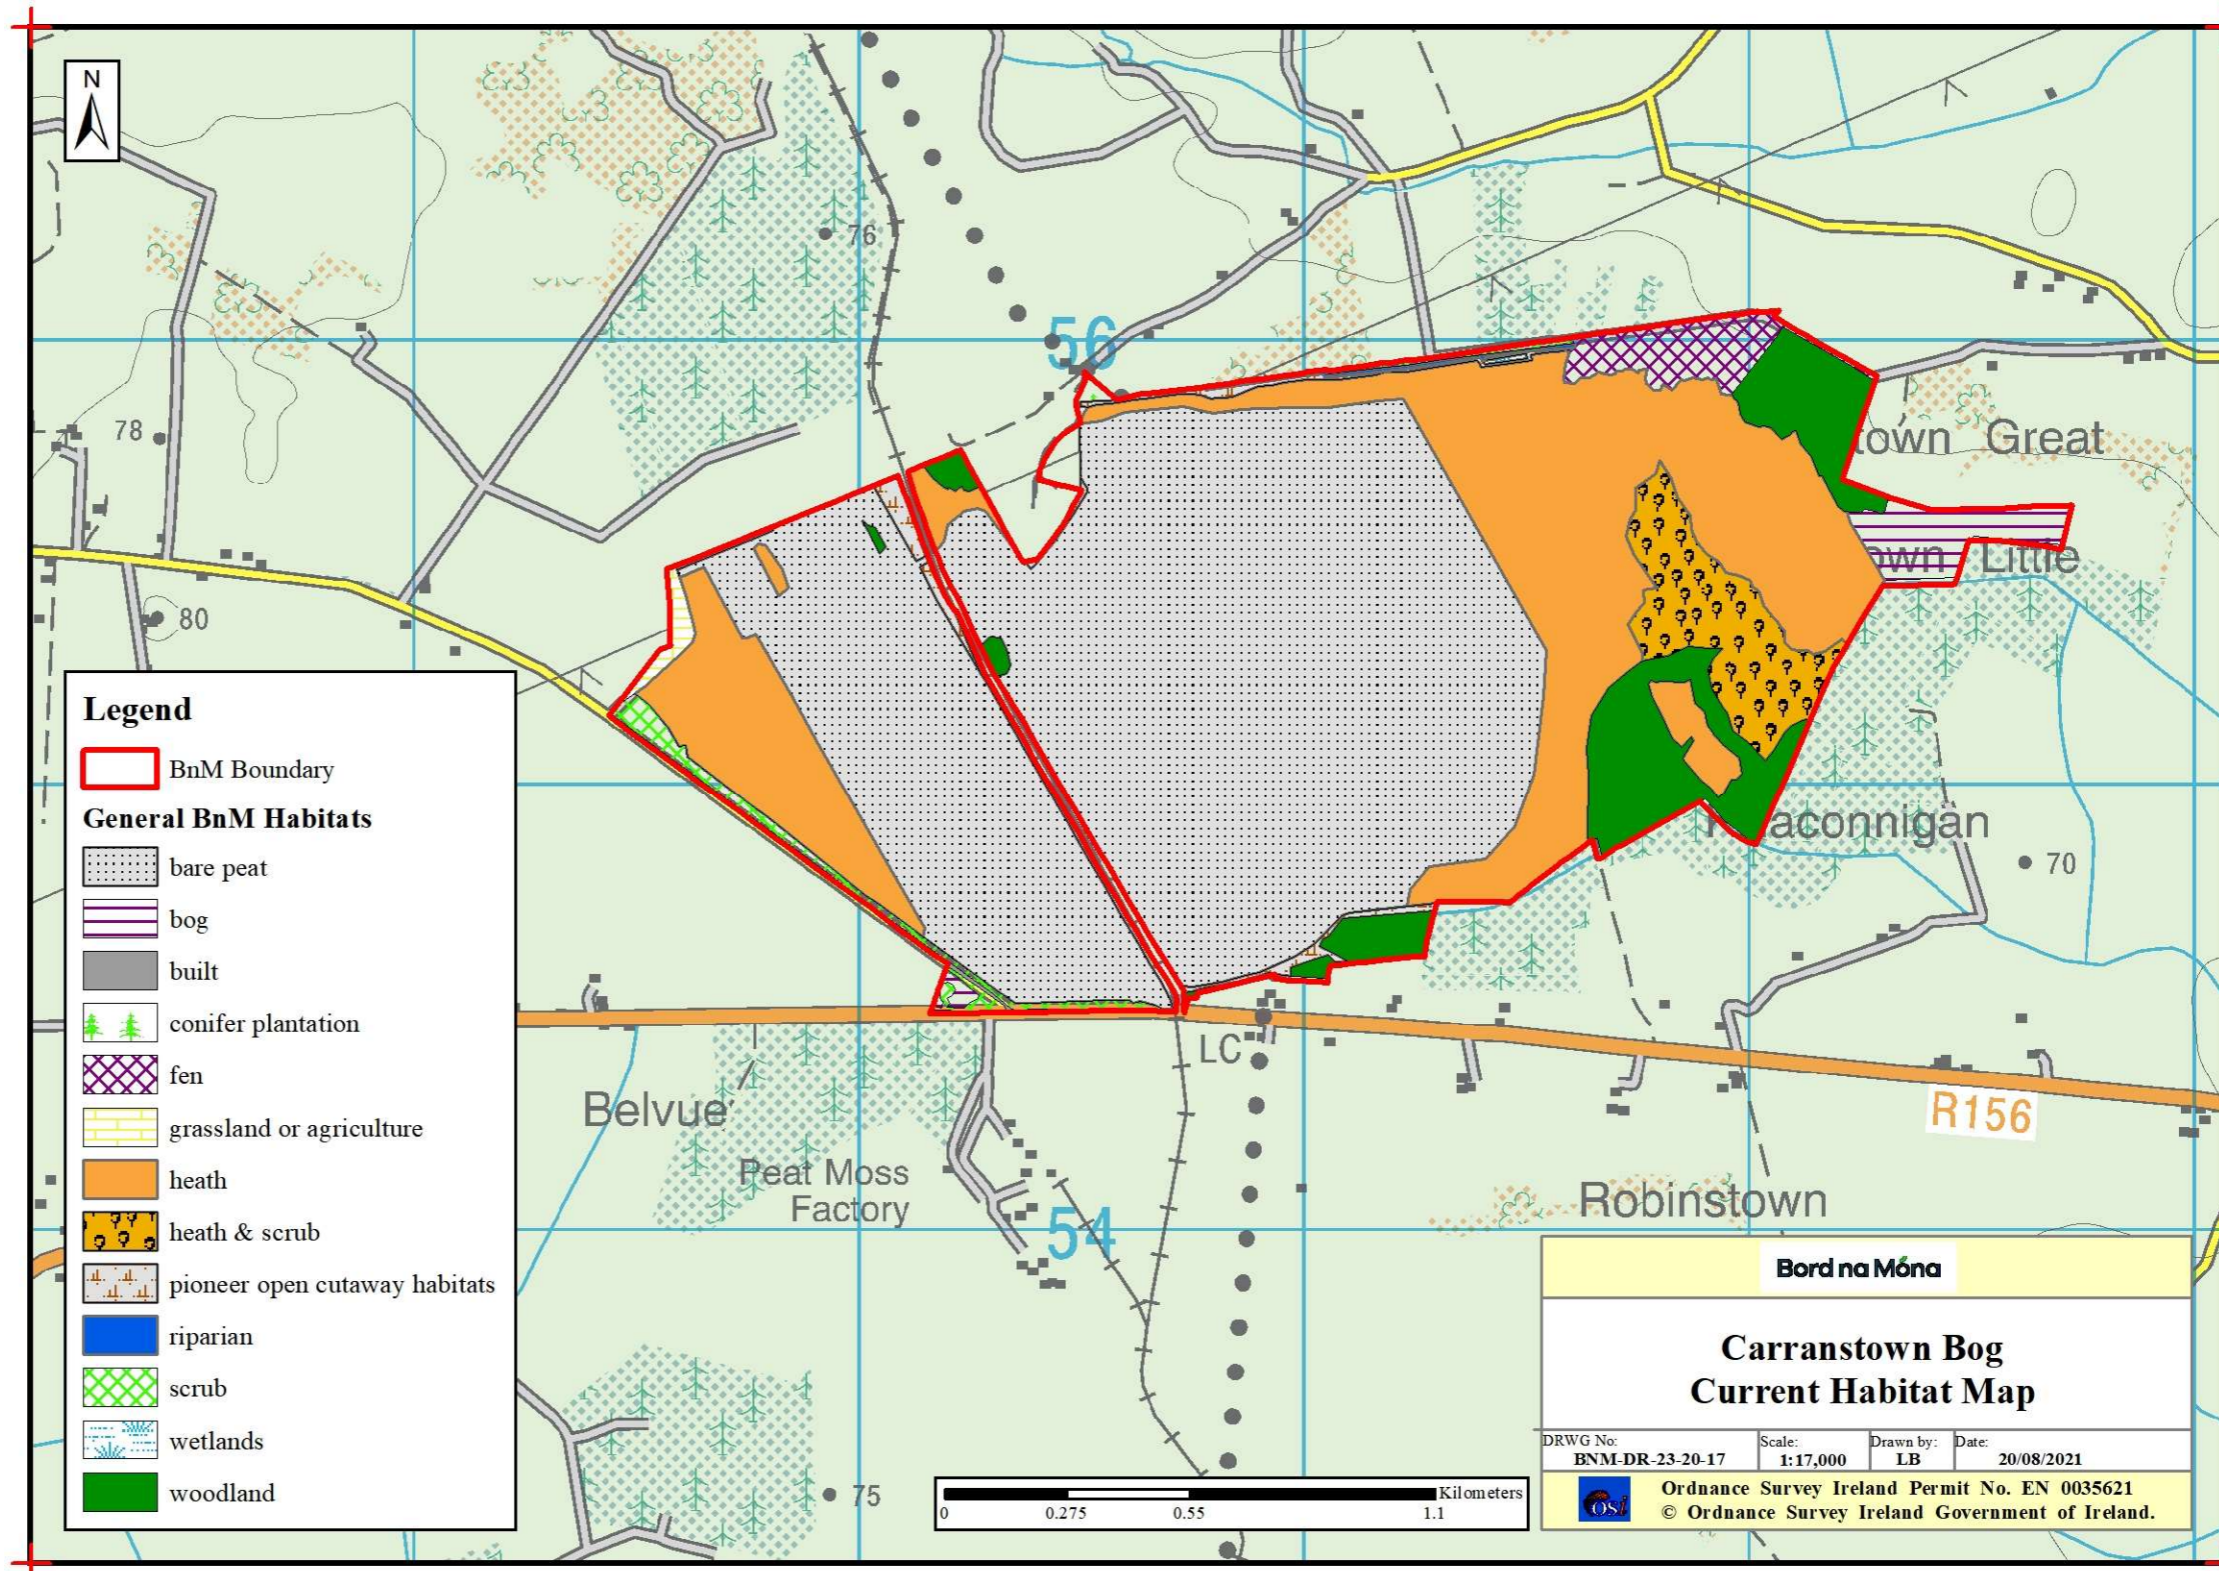 N
76
56
78
80
town Great
own Little
aconnigan
70
Legend
BnM Boundary
General BnM Habitats
bare peat
bog
built
conifer plantation
fen
grassland or agriculture
heath
heath & scrub
pioneer open cutaway habitats
riparian
scrub
wetlands
woodland
LC
Belvue
R156
Peat Moss
Factory
54
Robinstown
75
Kilometers
0 0.275 0.55 1.1
Bord na Móna
Carranstown Bog
Current Habitat Map
DRWG No: Scale: Drawn by: Date:
BNM-DR-23-20-17 1:17,000 LB 20/08/2021
OSi
Ordnance Survey Ireland Permit No. EN 0035621
© Ordnance Survey Ireland Government of Ireland.